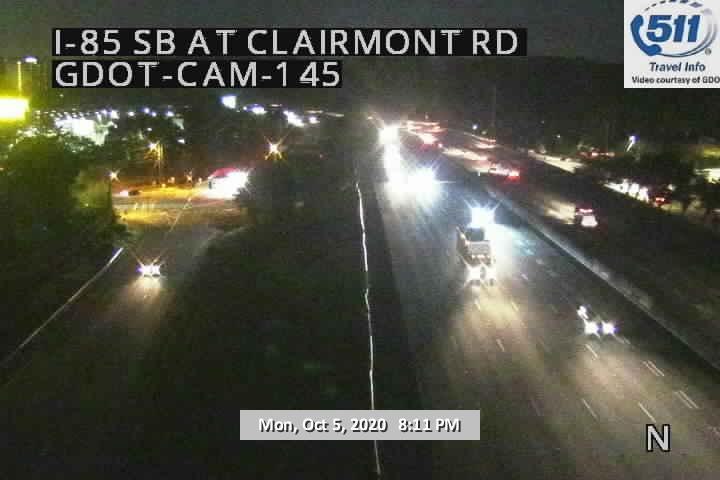 I-85 SB AT CLAIRMONT RD
GDOT-CAM-145
511
Travel Info
Video courtesy of GDO
Mon, Oct 5, 2020 8:11 PM
N